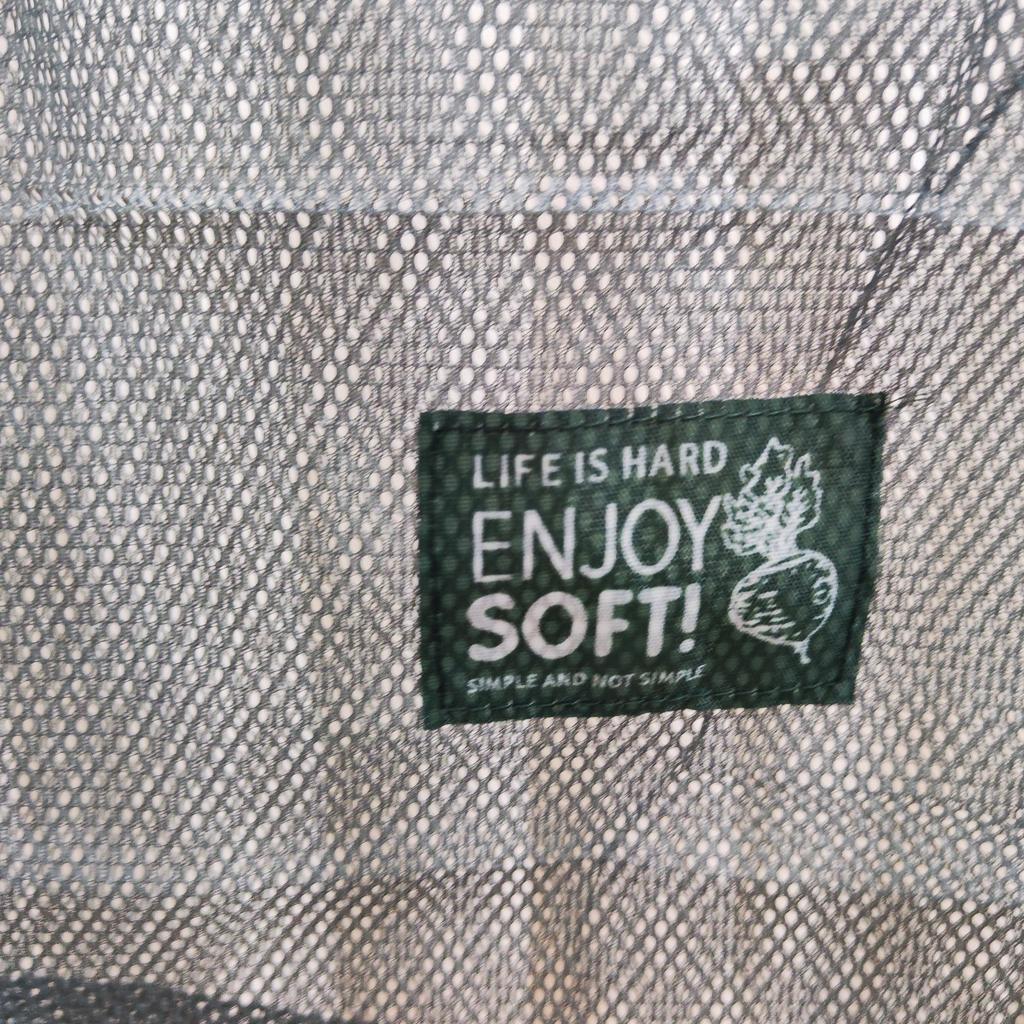 LIFE IS HARD
ENJOY
SOFT!
SIMPLE AND NOT SIMPLE